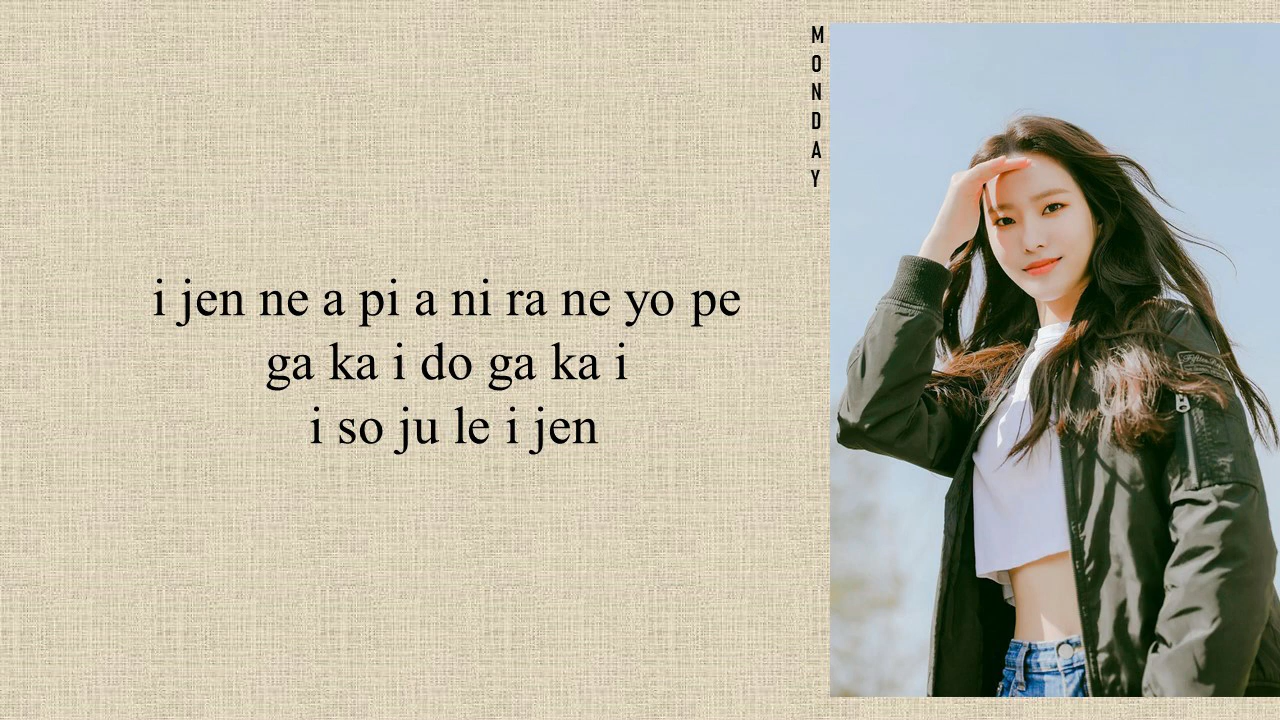 i jen ne a pi a ni ra ne yo pe
ga ka i do ga ka i
i so ju le i jen
MONDAY